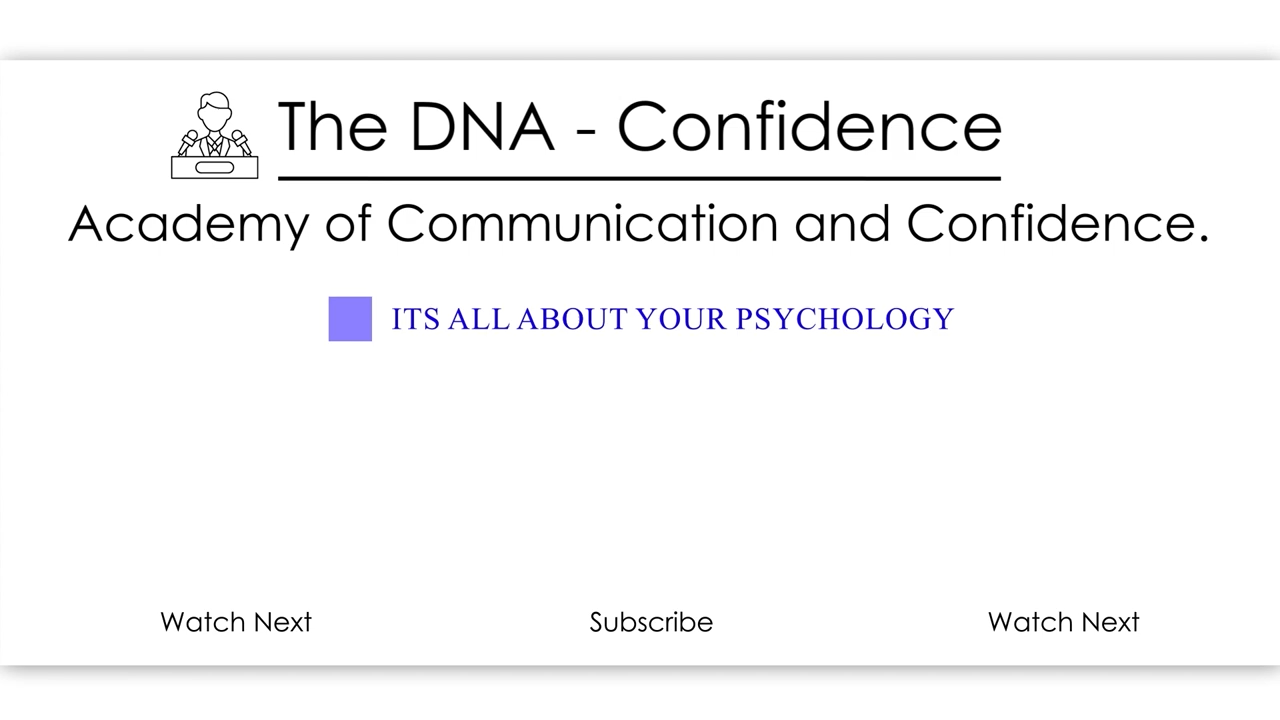 The DNA - Confidence
Academy of Communication and Confidence.
ITS ALL ABOUT YOUR PSYCHOLOGY
Watch Next
Subscribe
Watch Next